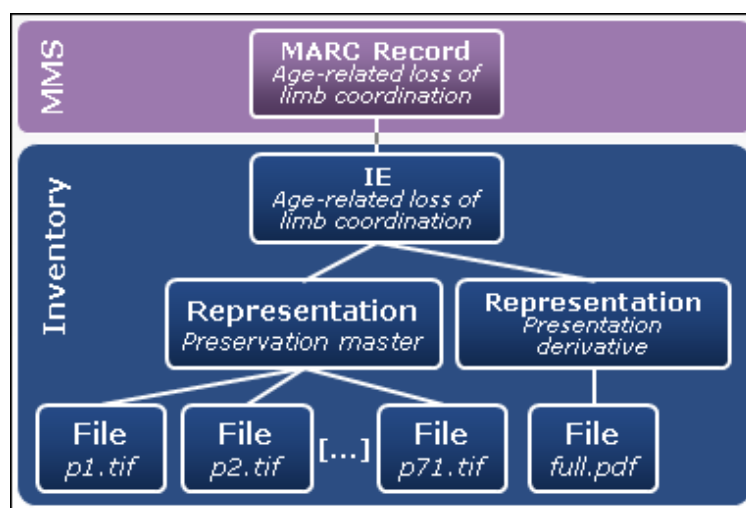 MMS
MARC Record
Age-related loss of
limb coordination
Inventory
IE
Age-related loss of
limb coordination
Representation
Preservation master
Representation
Presentation
derivative
File
p1.tif
File
p2.tif
[...]
File
p71.tif
File
full.pdf